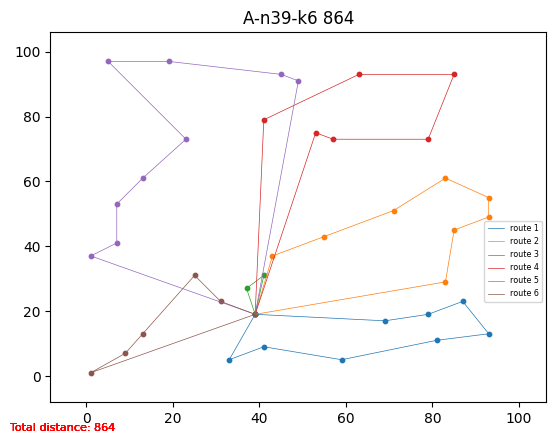 A-n39-k6 864
100
80
60
40
20
0
0 20 40 60 80 100
route 1
route 2
route 3
route 4
route 5
route 6
Total distance: 864